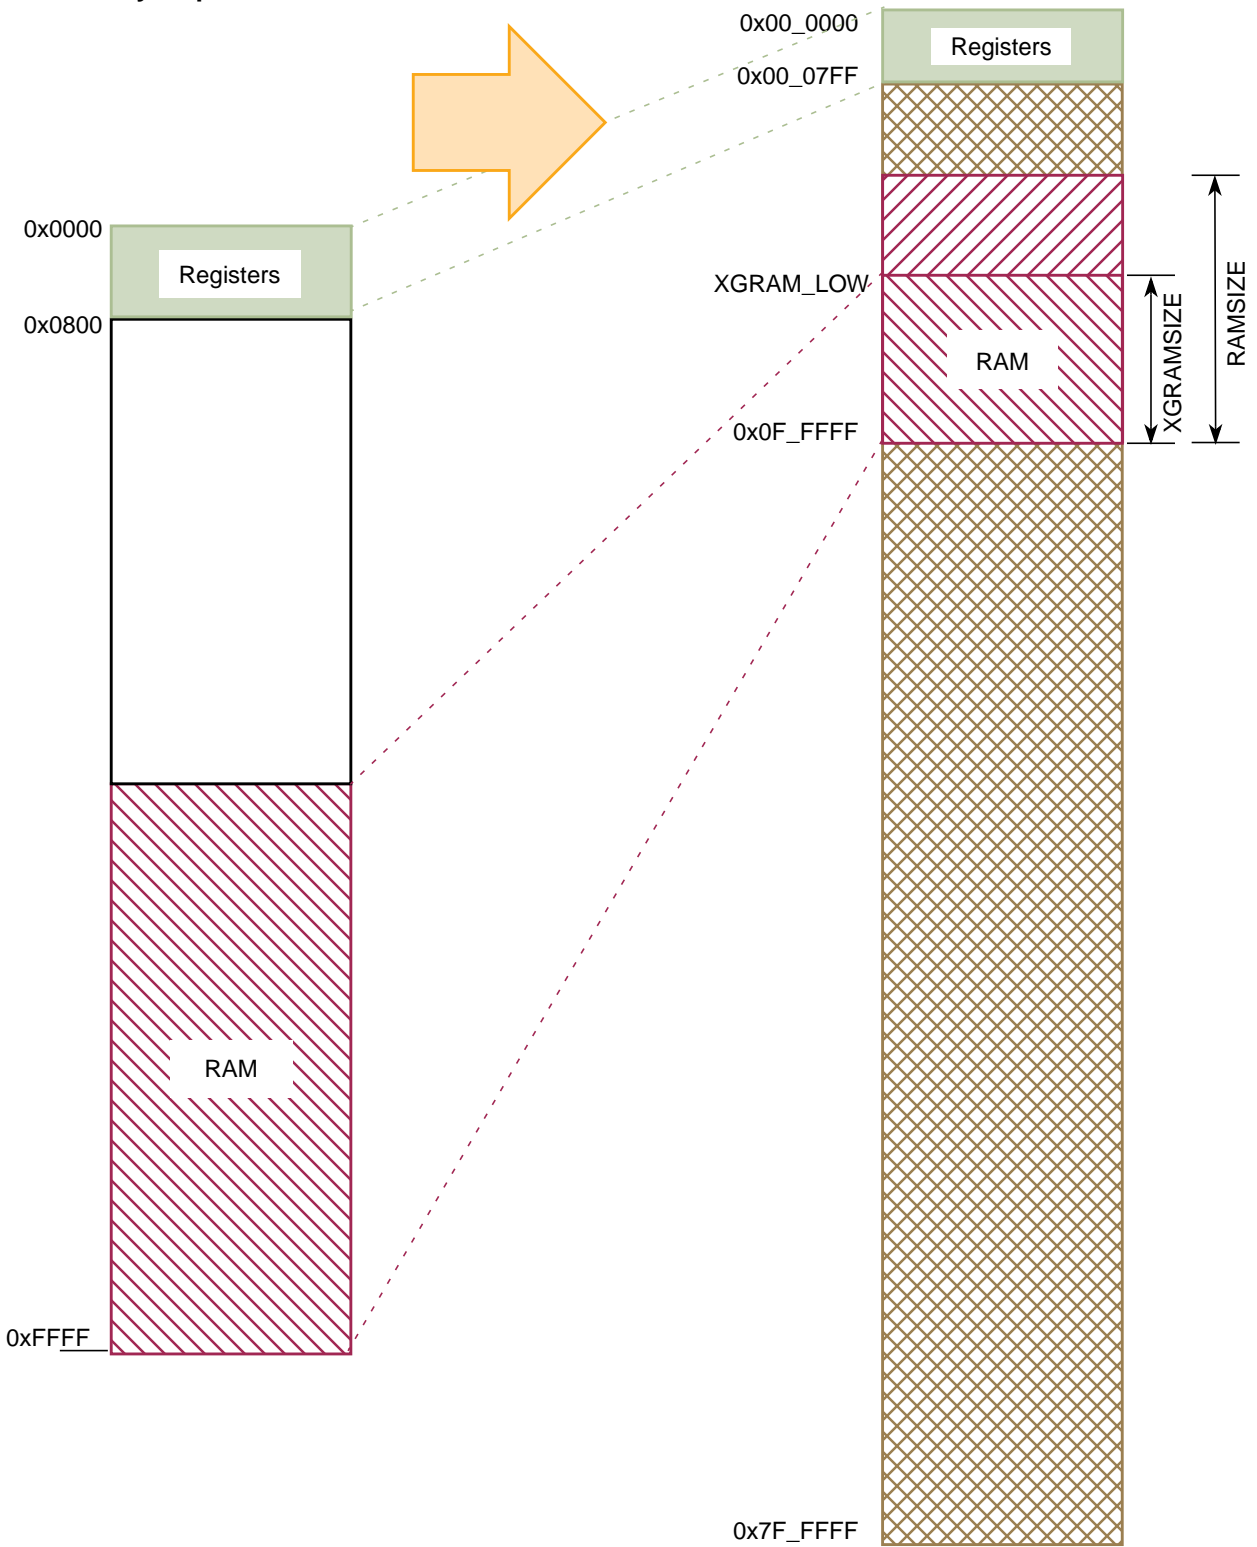 0x00_0000
Registers
0x00_07FF
0x0000
Registers
0x0800
XGRAM_LOW
RAM
XGRAMSIZE
RAMSIZE
0x0F_FFFF
RAM
0xFFFF
0x7F_FFFF